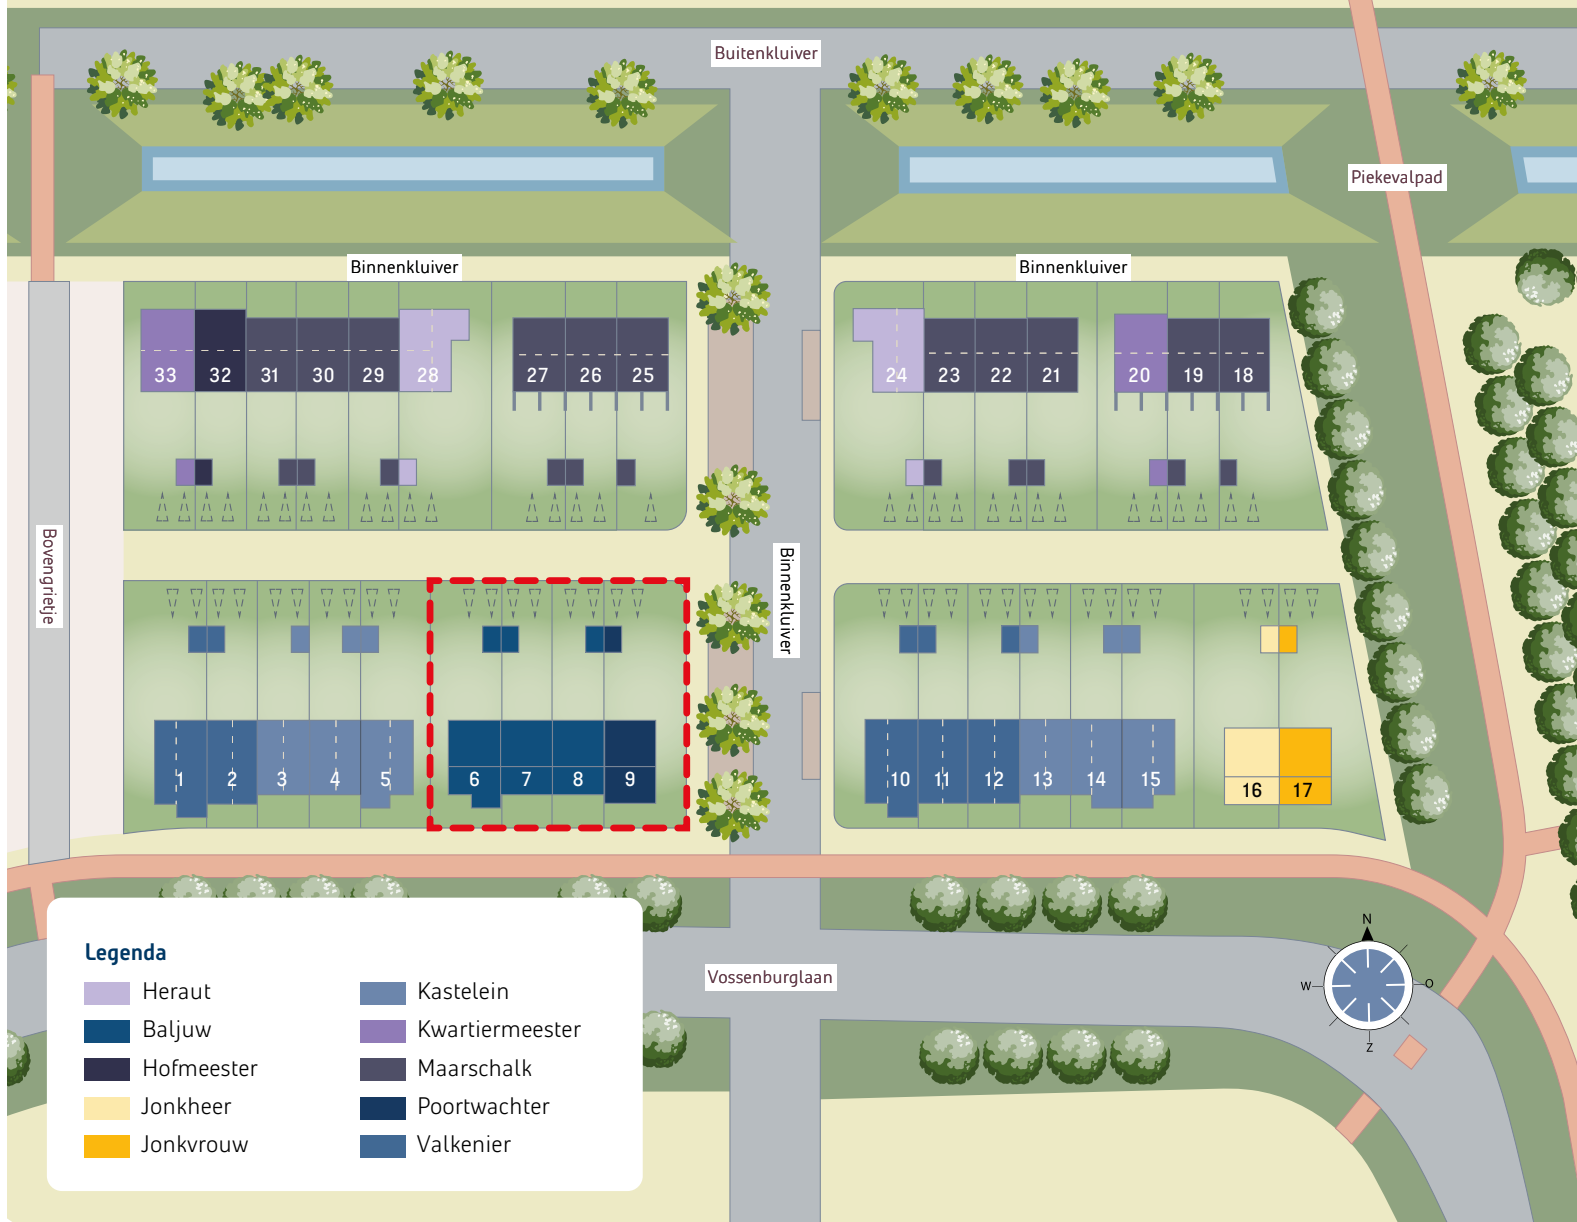 Buitenkluiver
Piekevalpad
Binnenkluiver
Binnenkluiver
33
32
31
30
29
28
27
26
25
24
23
22
21
20
19
18
Bovengrietje
Binnenkluiver
1
2
3
4
5
6
7
8
9
10
11
12
13
14
15
16
17
Vossenburglaan
N
W
O
Z
Legenda
Heraut
Baljuw
Hofmeester
Jonkheer
Jonkvrouw
Kastelein
Kwartiermeester
Maarschalk
Poortwachter
Valkenier